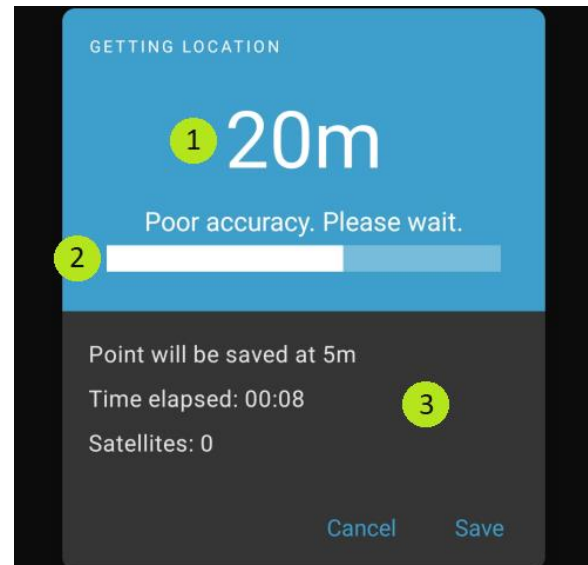 GETTING LOCATION
1 20m
Poor accuracy. Please wait.
2
Point will be saved at 5m
Time elapsed: 00:08
3
Satellites: 0
Cancel Save